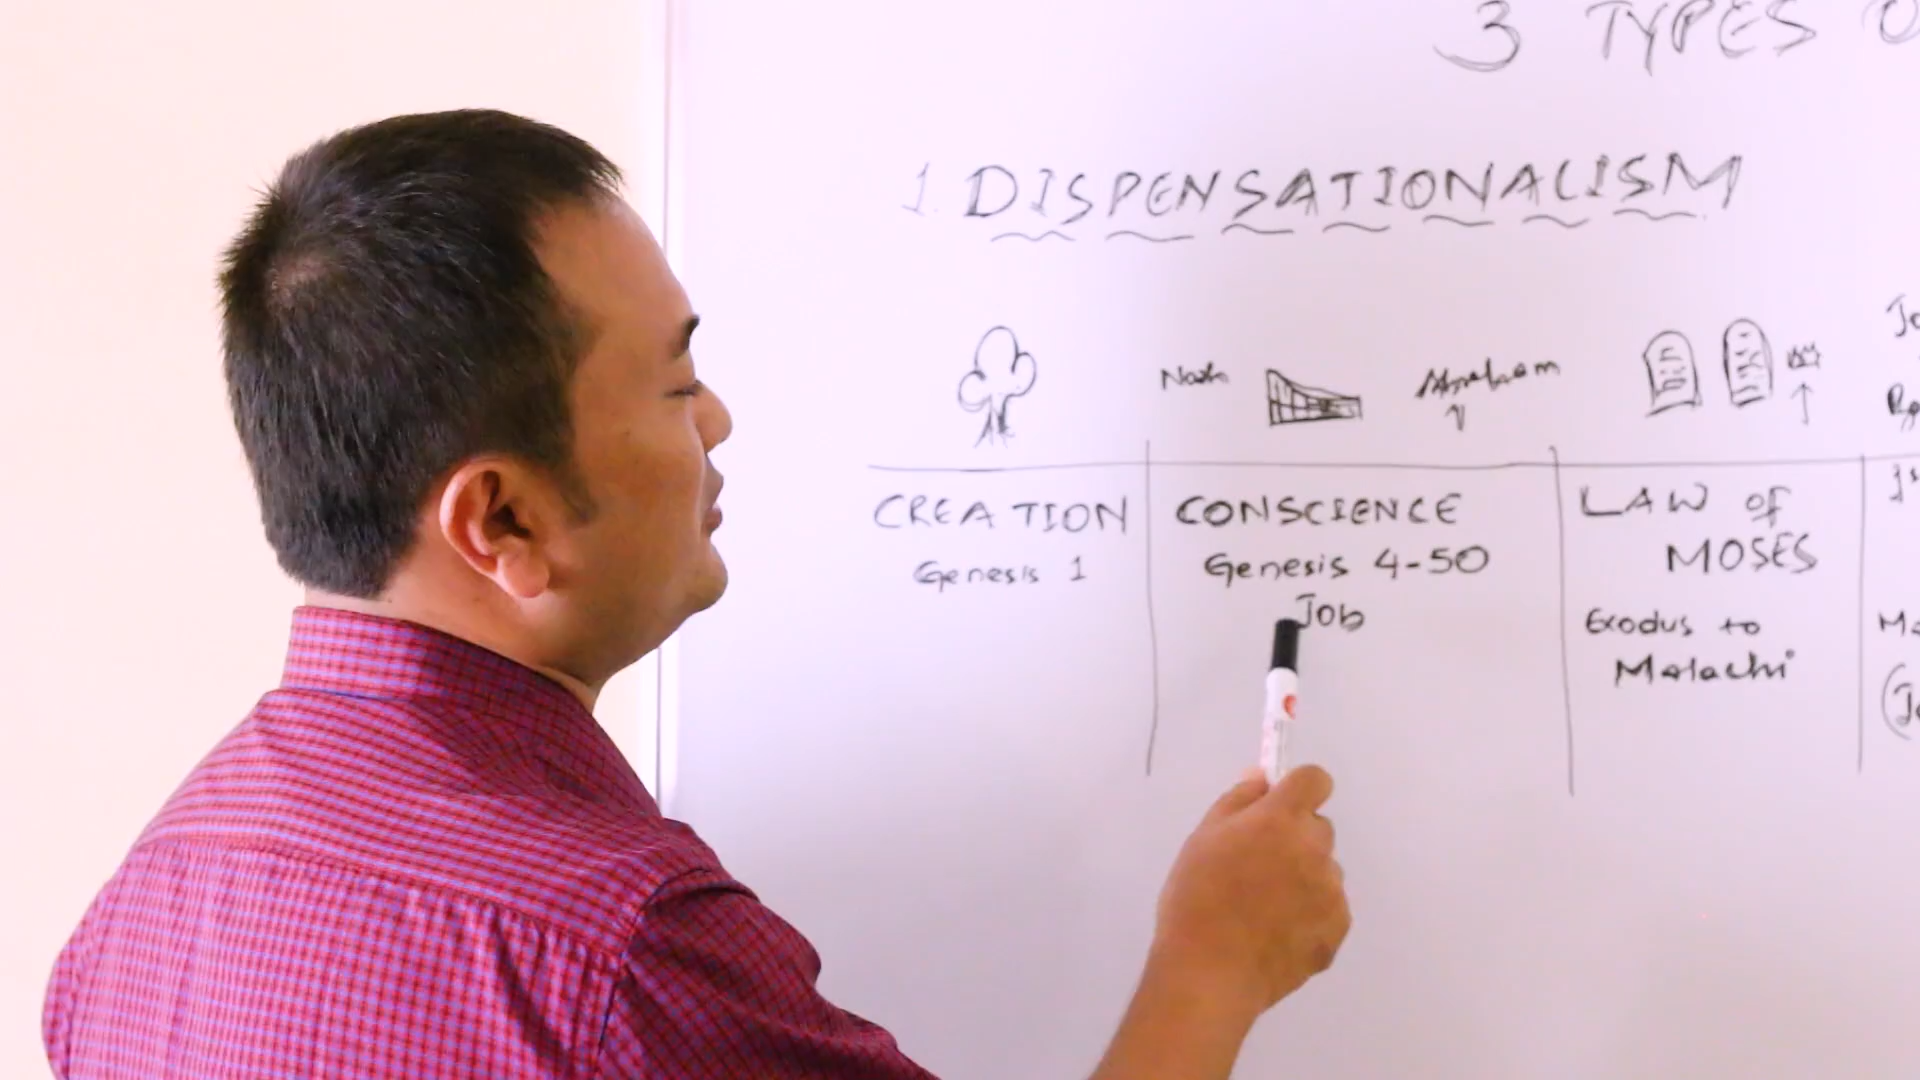 3 TYPES O
1. DISPENSATIONALISM
Noah
Abraham
CREATION
Genesis 1
CONSCIENCE
Genesis 4-50
Job
LAW of
MOSES
Exodus to
Malachi